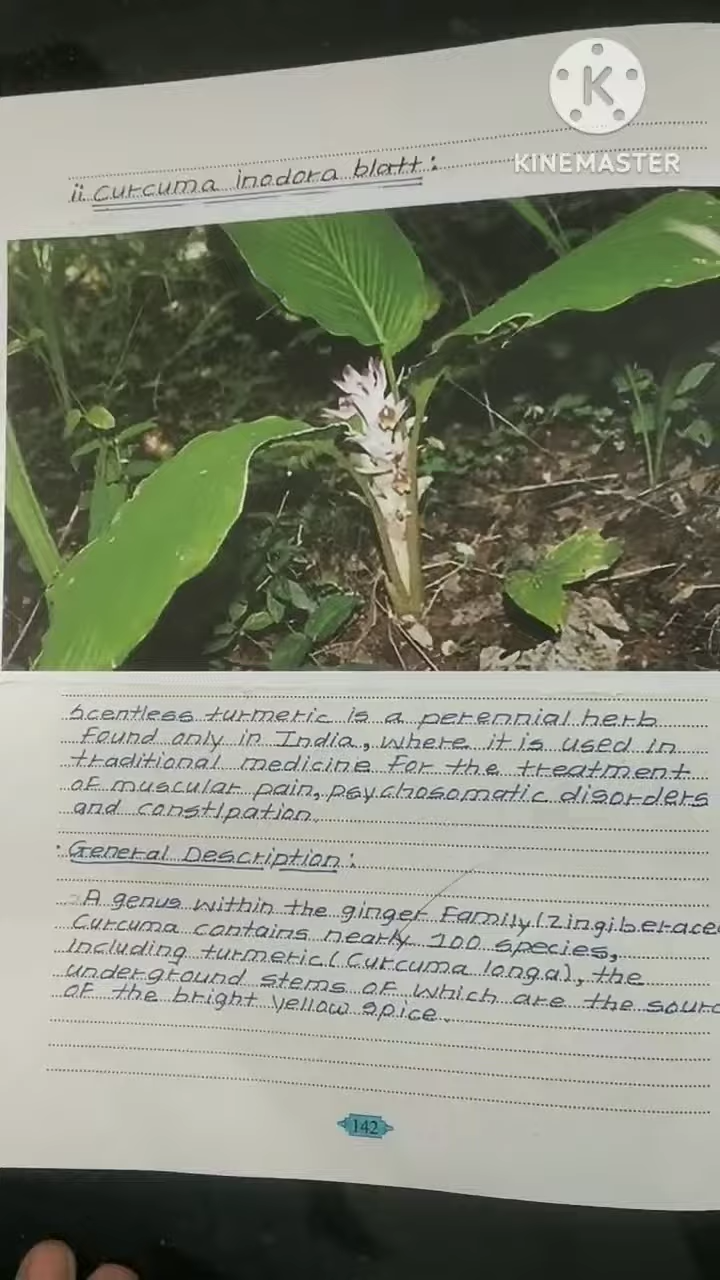 K
KINEMASTER
ii Curcuma inodora blatt :
Scentless turmeric is a perennial herb
found only in India, where it is used in
traditional medicine for the treatment
of muscular pain, psychosomatic disorders
and constipation.
• General Description :
A genus within the ginger Family (Zingiberace
Curcuma contains nearly 100 species,
including turmeric (Curcuma longa), the
underground stems of which are the sourc
of the bright yellow spice.
142